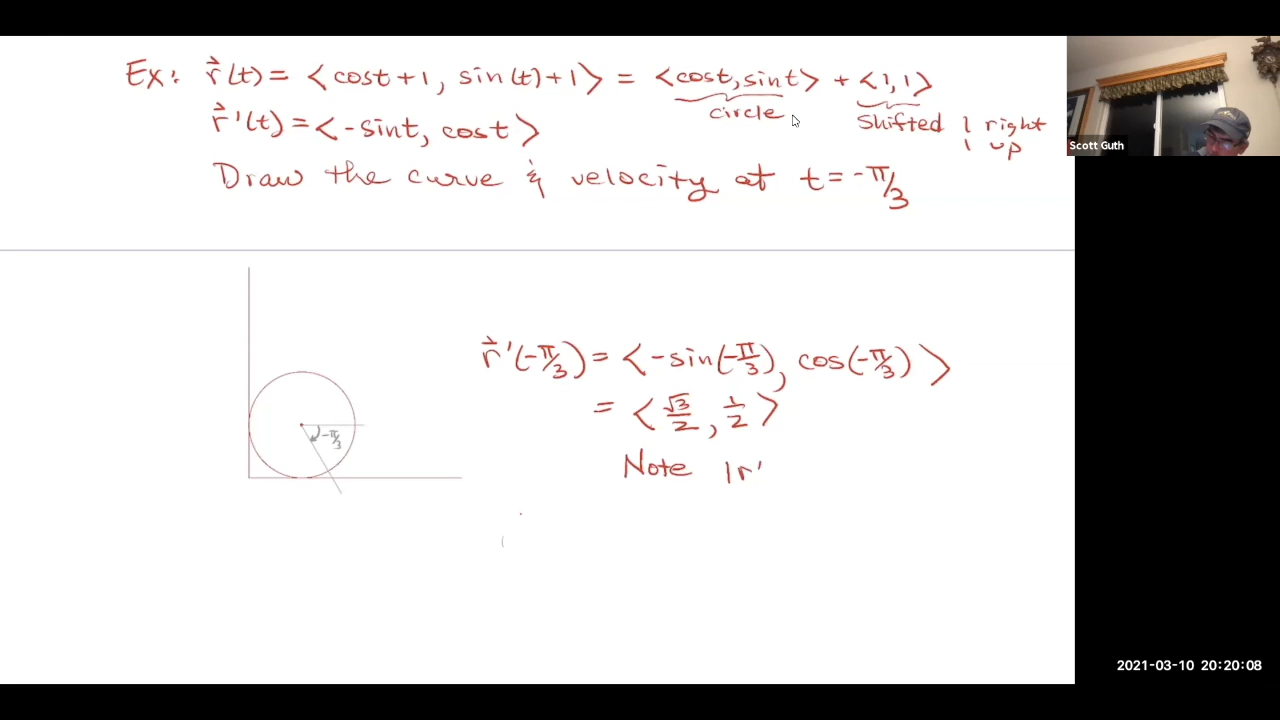 Ex: r⃗(t) = ⟨cost+1, sin(t)+1⟩ = ⟨cost, sint⟩ + ⟨1,1⟩
circle shifted 1 right
1 up
r⃗'(t) = ⟨-sint, cost⟩
Draw the curve & velocity at t = -π/3
Scott Guth
-π/3
r⃗'(-π/3) = ⟨-sin(-π/3), cos(-π/3)⟩
= ⟨√3/2, 1/2⟩
Note |r'
2021-03-10 20:20:08